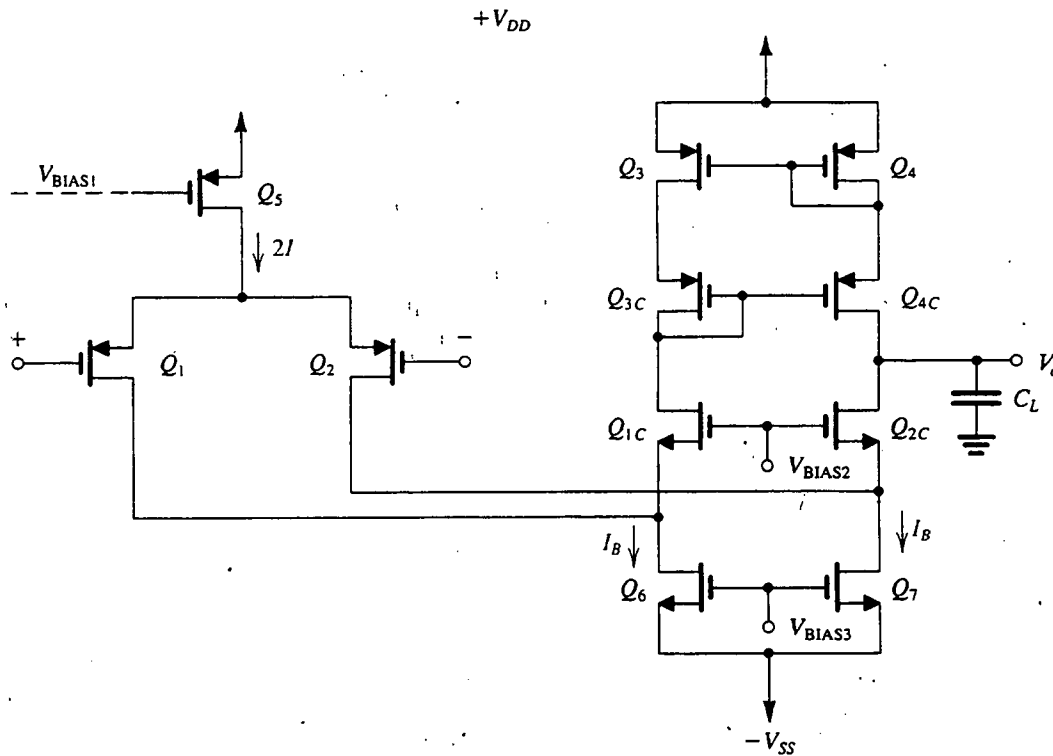 +V_DD
Q_3
Q_4
V_BIAS1
Q_5
2I
Q_3C
Q_4C
+
Q_1
Q_2
−
V_o
C_L
Q_1C
Q_2C
V_BIAS2
I_B
I_B
Q_6
Q_7
V_BIAS3
−V_SS